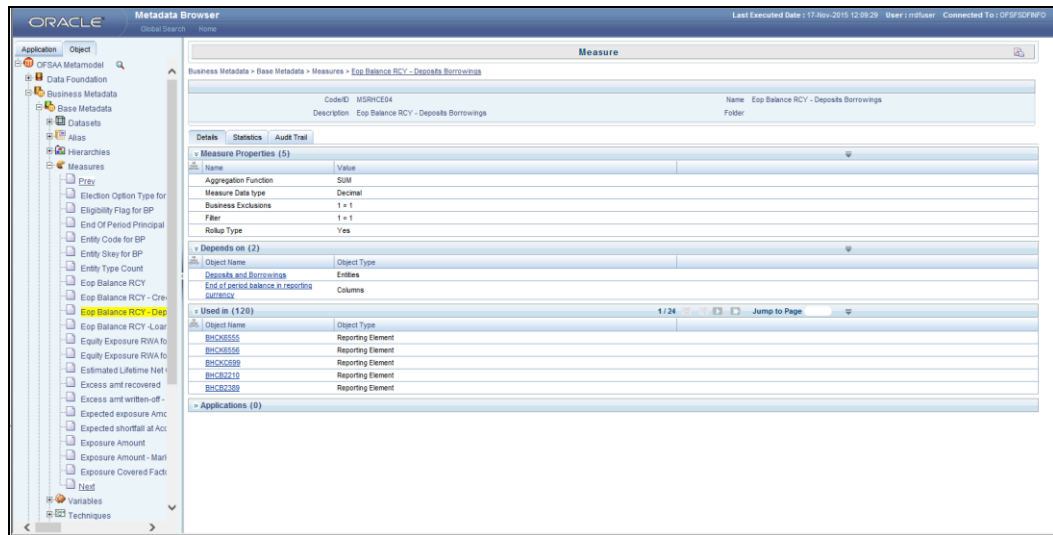 ORACLE
Metadata Browser
Global Search Home
Last Executed Date : 17-Nov-2015 12:09:29 User : mdfuser Connected To : OFSFSDFINFO
Application Object
OFSAA Metamodel
Data Foundation
Business Metadata
Base Metadata
Datasets
Alias
Hierarchies
Measures
Prev
Election Option Type for
Eligibility Flag for BP
End Of Period Principal
Entity Code for BP
Entity Skey for BP
Entity Type Count
Eop Balance RCY
Eop Balance RCY - Cre
Eop Balance RCY - Dep
Eop Balance RCY -Loar
Equity Exposure RWA fo
Equity Exposure RWA fo
Estimated Lifetime Net
Excess amt recovered
Excess amt written-off -
Expected exposure Amo
Expected shortfall at Acc
Exposure Amount
Exposure Amount - Mari
Exposure Covered Facto
Next
Variables
Techniques
Measure
Business Metadata > Base Metadata > Measures > Eop Balance RCY - Deposits Borrowings
Code/ID MSRHCE04 Name Eop Balance RCY - Deposits Borrowings
Description Eop Balance RCY - Deposits Borrowings Folder
Details Statistics Audit Trail
Measure Properties (5)
Name Value
Aggregation Function SUM
Measure Data type Decimal
Business Exclusions 1 = 1
Filter 1 = 1
Rollup Type Yes
Depends on (2)
Object Name Object Type
Deposits and Borrowings Entities
End of period balance in reporting
currency Columns
Used in (120) 1 / 24 Jump to Page
Object Name Object Type
BHCK6555 Reporting Element
BHCK6556 Reporting Element
BHCKC699 Reporting Element
BHCB2210 Reporting Element
BHCB2389 Reporting Element
Applications (0)